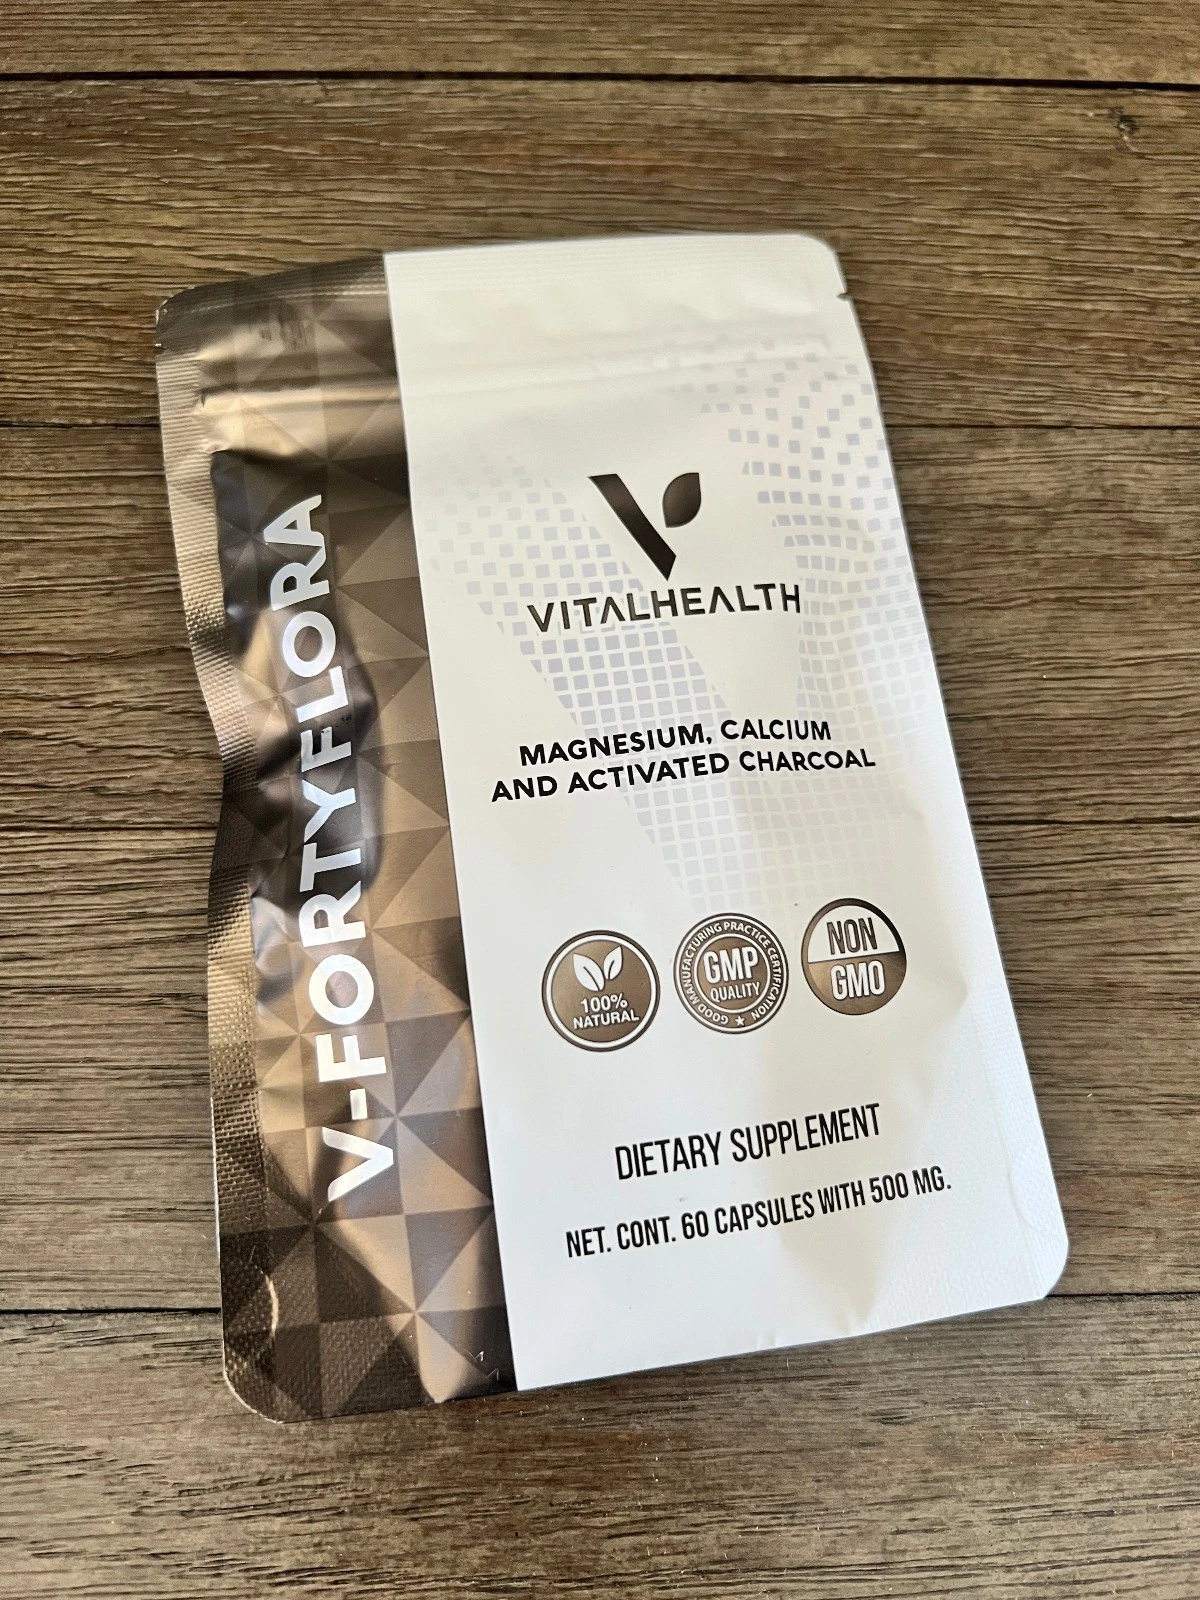 V-FORTYFLORA
VITALHEALTH
MAGNESIUM, CALCIUM
AND ACTIVATED CHARCOAL
100%
NATURAL
GOOD MANUFACTURING PRACTICE CERTIFICATION
GMP
QUALITY
NON
GMO
DIETARY SUPPLEMENT
NET. CONT. 60 CAPSULES WITH 500 MG.